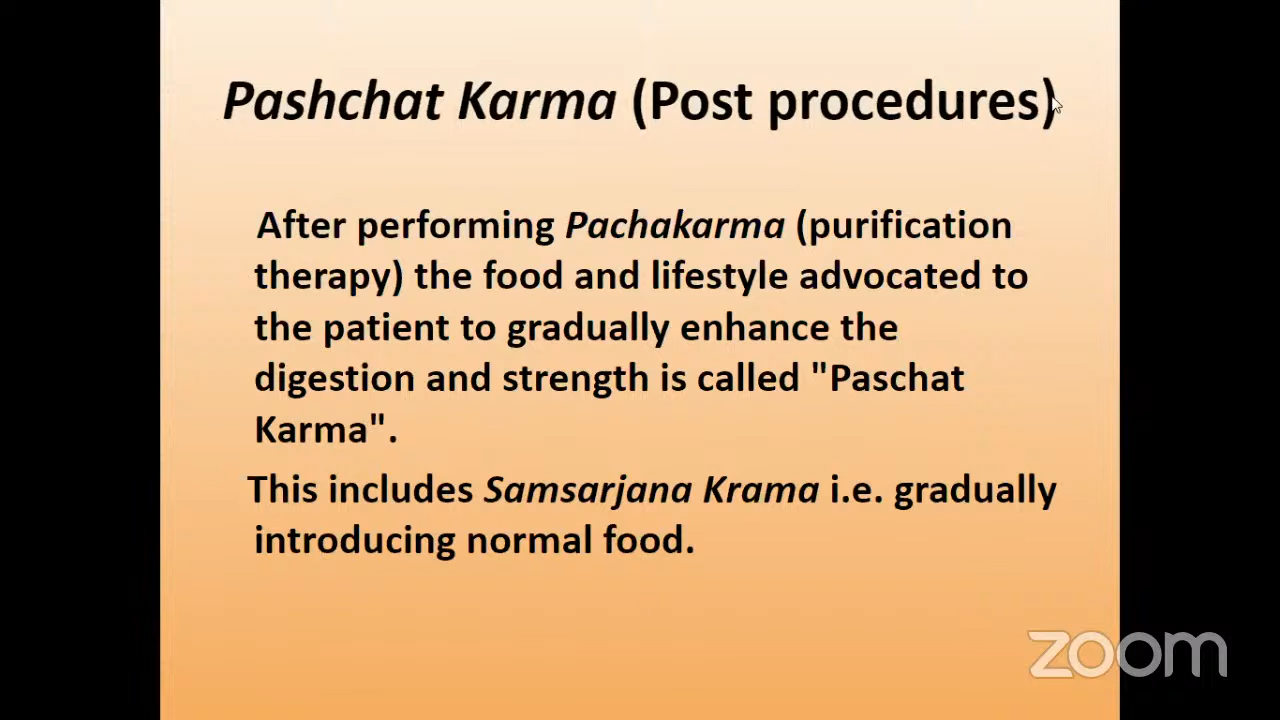 Pashchat Karma (Post procedures)
After performing Pachakarma (purification
therapy) the food and lifestyle advocated to
the patient to gradually enhance the
digestion and strength is called "Paschat
Karma".
This includes Samsarjana Krama i.e. gradually
introducing normal food.
zoom